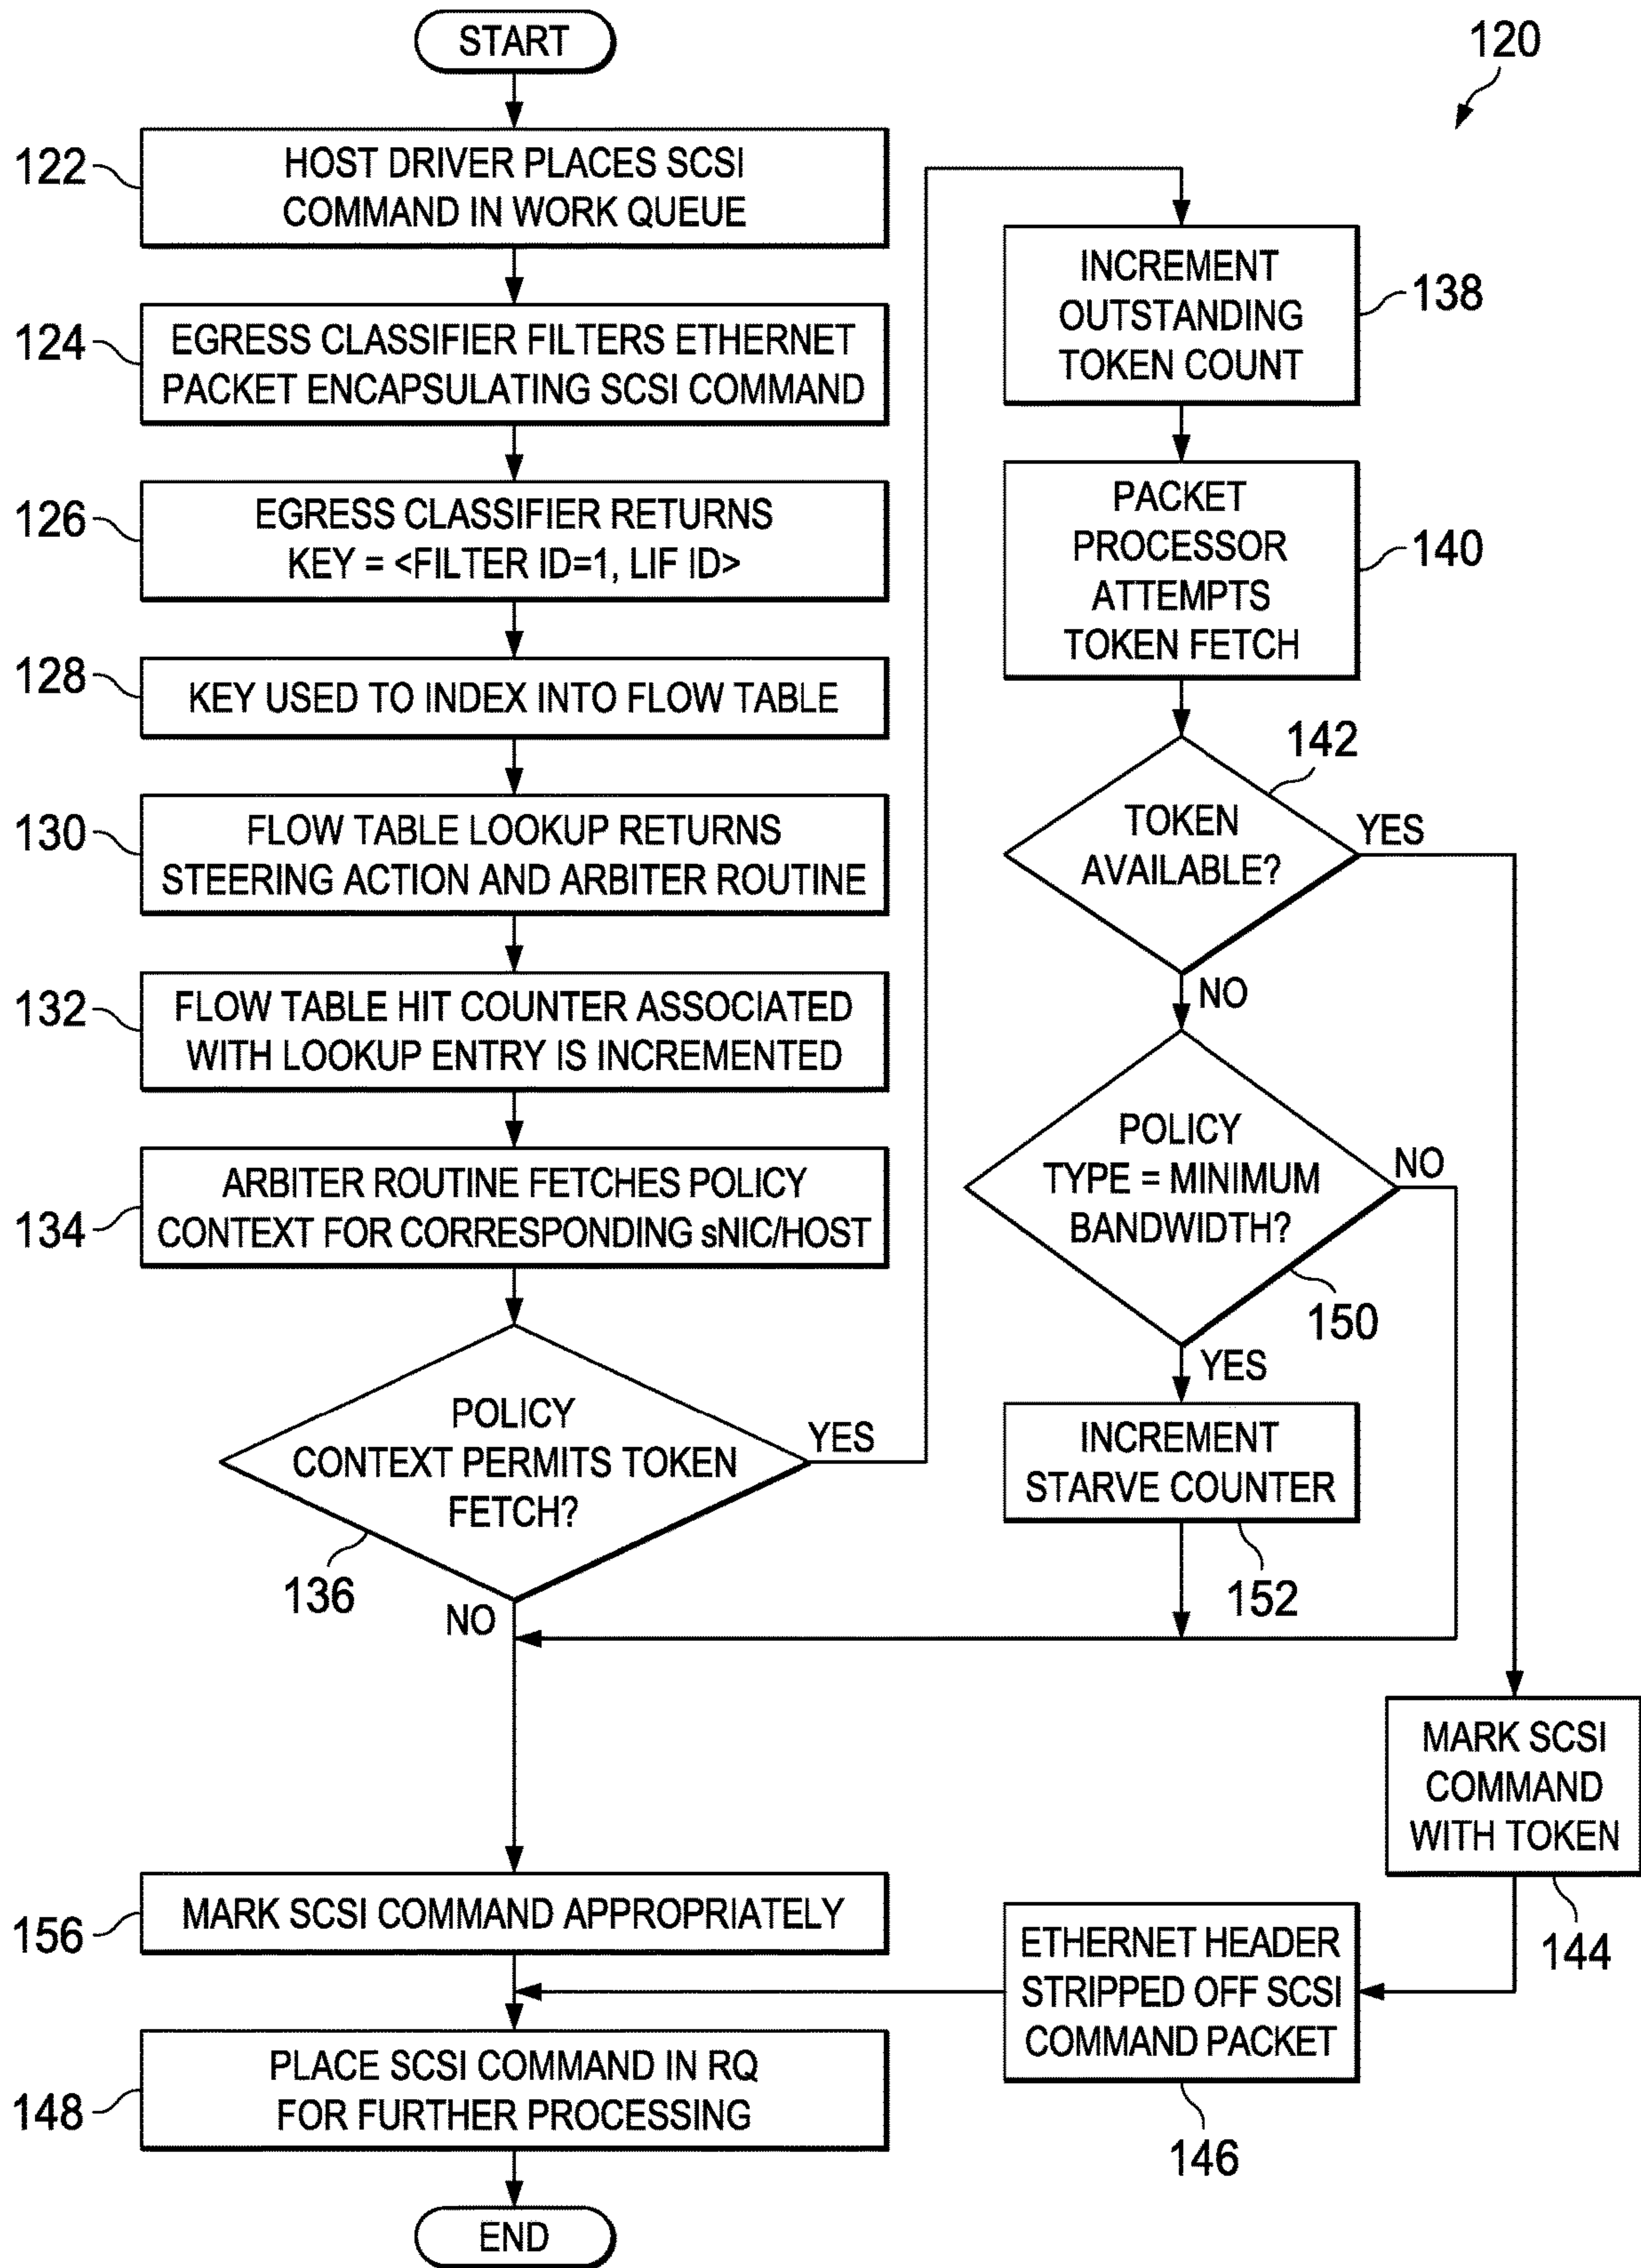 START
120
122
HOST DRIVER PLACES SCSI
COMMAND IN WORK QUEUE
124
EGRESS CLASSIFIER FILTERS ETHERNET
PACKET ENCAPSULATING SCSI COMMAND
126
EGRESS CLASSIFIER RETURNS
KEY = <FILTER ID=1, LIF ID>
128
KEY USED TO INDEX INTO FLOW TABLE
130
FLOW TABLE LOOKUP RETURNS
STEERING ACTION AND ARBITER ROUTINE
132
FLOW TABLE HIT COUNTER ASSOCIATED
WITH LOOKUP ENTRY IS INCREMENTED
134
ARBITER ROUTINE FETCHES POLICY
CONTEXT FOR CORRESPONDING sNIC/HOST
POLICY
CONTEXT PERMITS TOKEN
FETCH?
YES
136
NO
INCREMENT
OUTSTANDING
TOKEN COUNT
138
PACKET
PROCESSOR
ATTEMPTS
TOKEN FETCH
140
142
TOKEN
AVAILABLE?
YES
NO
POLICY
TYPE = MINIMUM
BANDWIDTH?
NO
150
YES
INCREMENT
STARVE COUNTER
152
MARK SCSI
COMMAND
WITH TOKEN
144
156
MARK SCSI COMMAND APPROPRIATELY
ETHERNET HEADER
STRIPPED OFF SCSI
COMMAND PACKET
146
148
PLACE SCSI COMMAND IN RQ
FOR FURTHER PROCESSING
END